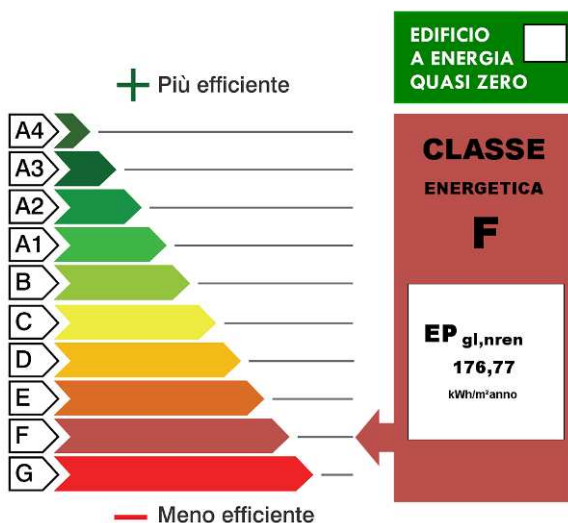 EDIFICIO
A ENERGIA
QUASI ZERO
Più efficiente
A4
A3
A2
A1
B
C
D
E
F
G
Meno efficiente
CLASSE
ENERGETICA
F
EP gl,nren
176,77
kWh/m²anno